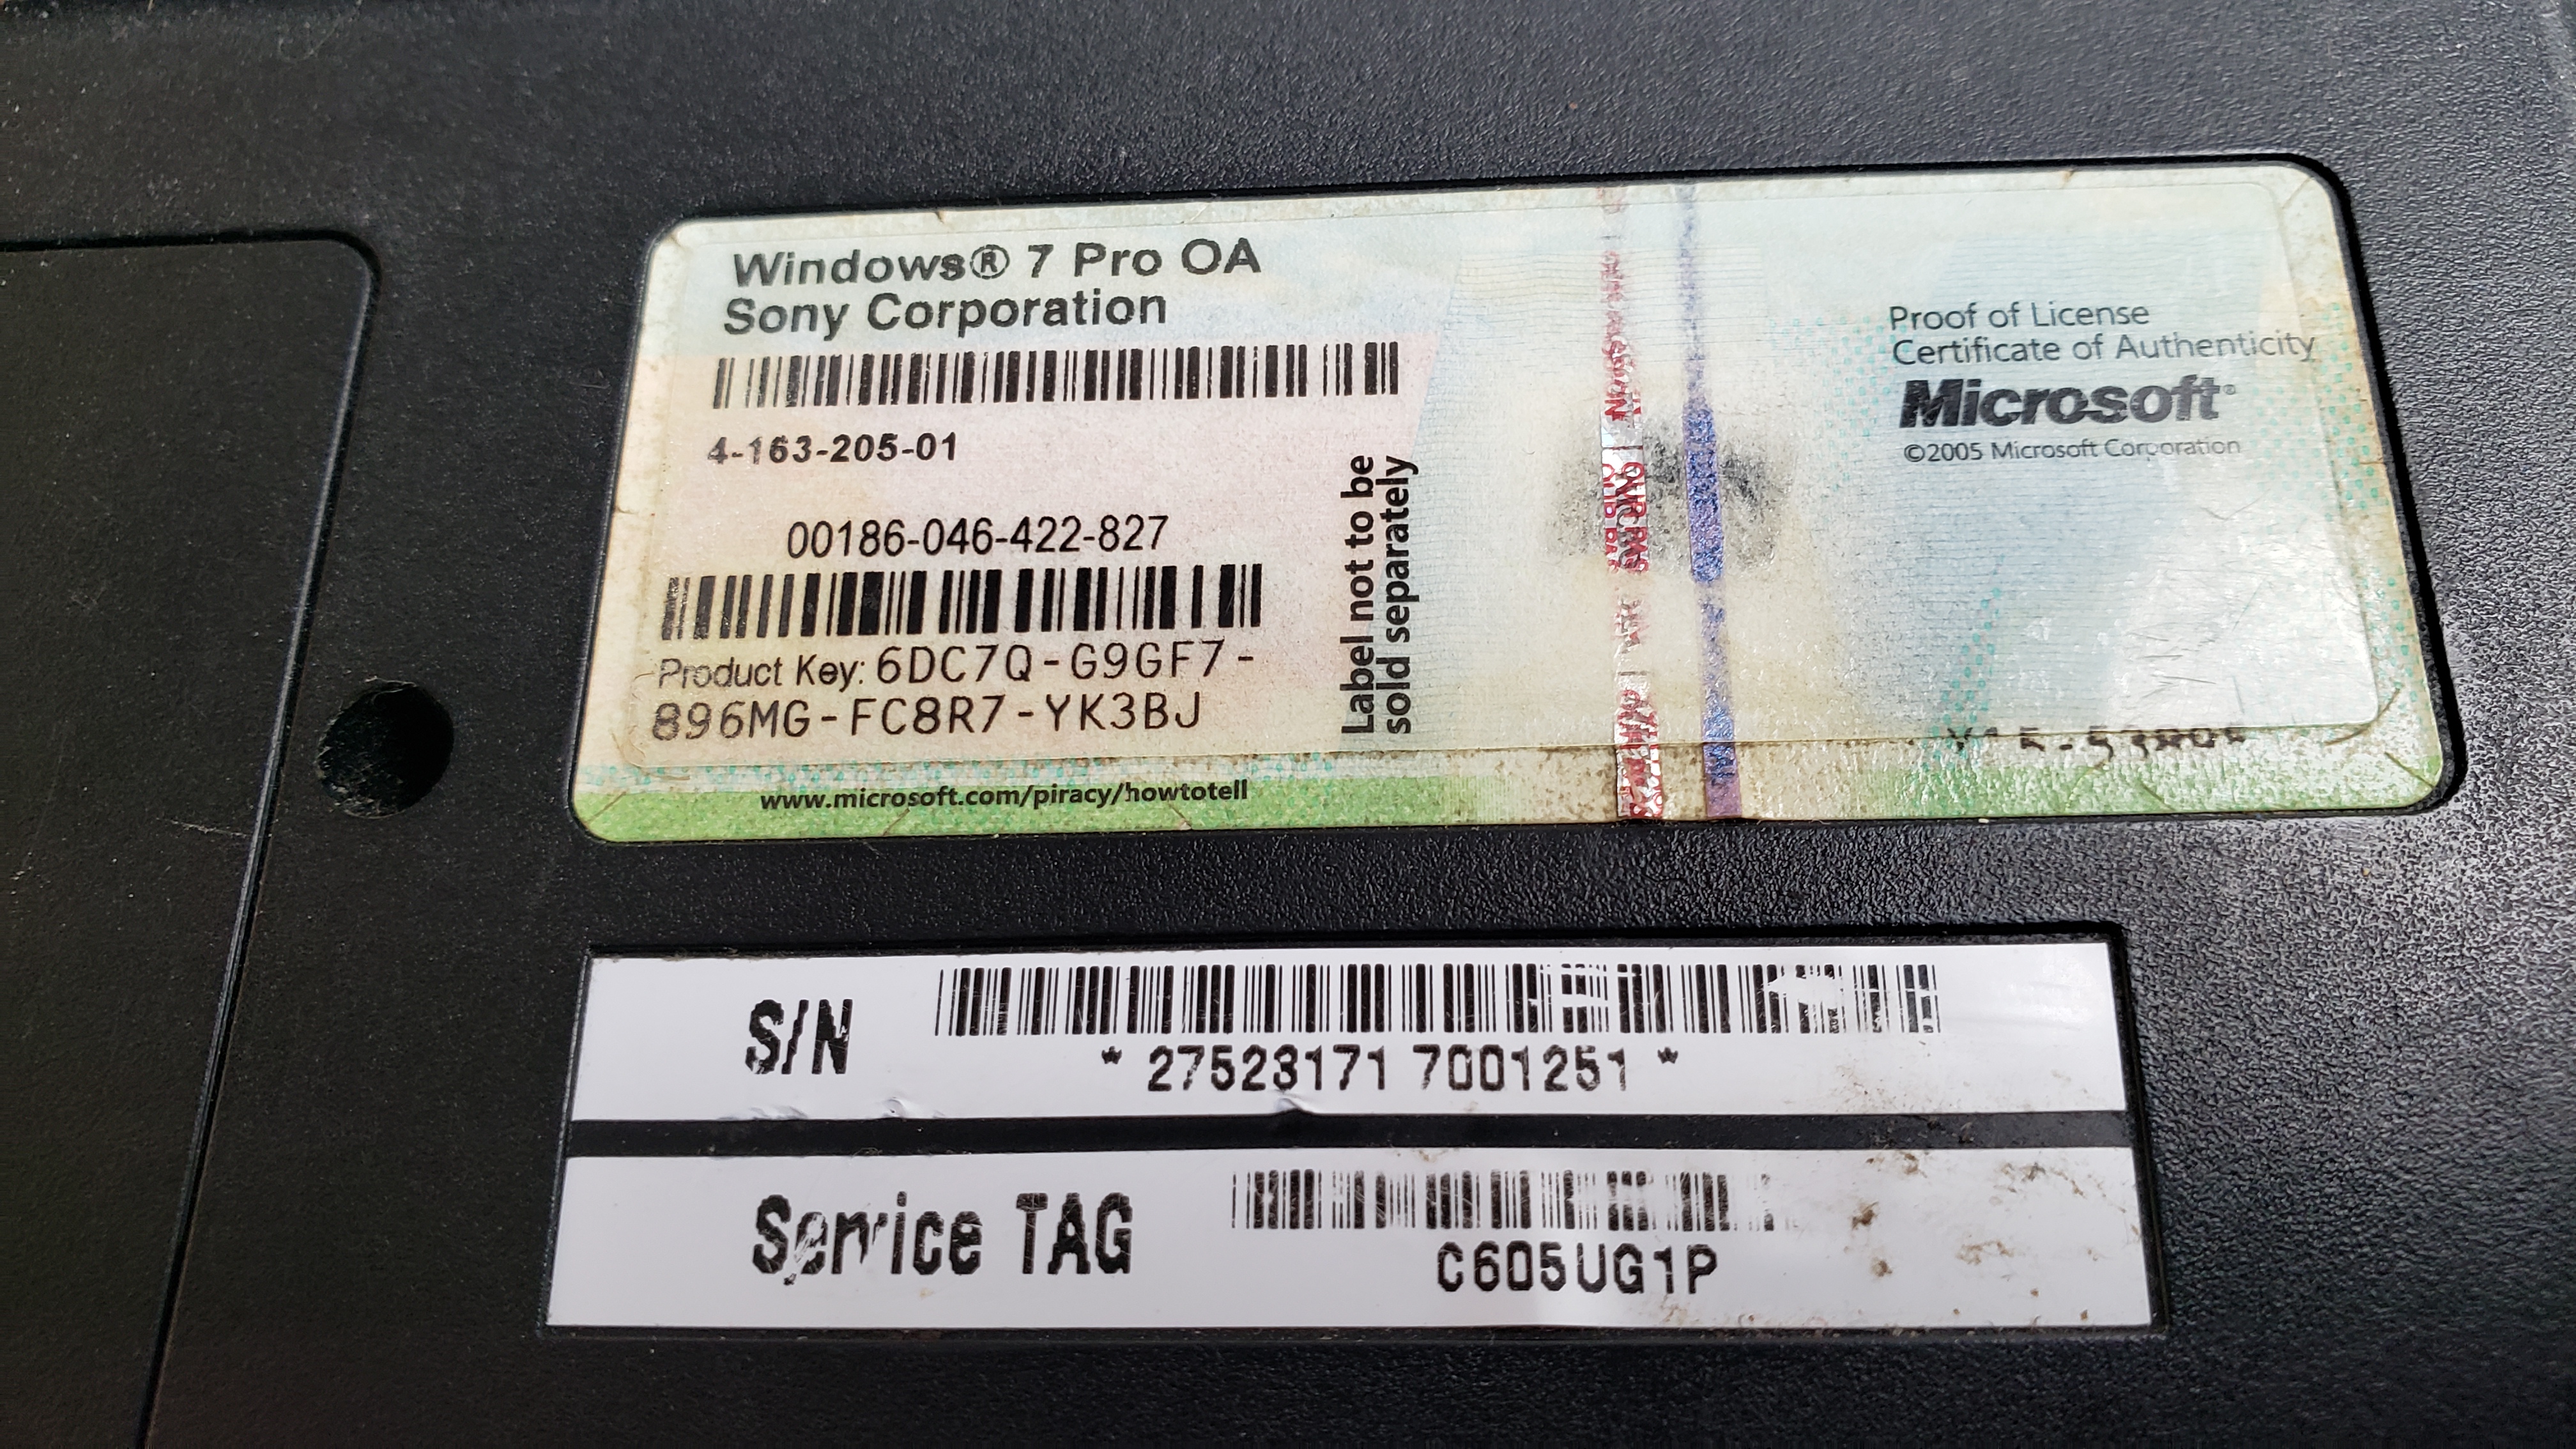 Windows® 7 Pro OA
Sony Corporation
4-163-205-01
00186-046-422-827
Product Key: 6DC7Q-G9GF7-
896MG-FC8R7-YK3BJ
www.microsoft.com/piracy/howtotell
Label not to be
sold separately
Proof of License
Certificate of Authenticity
Microsoft®
©2005 Microsoft Corporation
S/N
* 27523171 7001251 *
Service TAG
C605UG1P